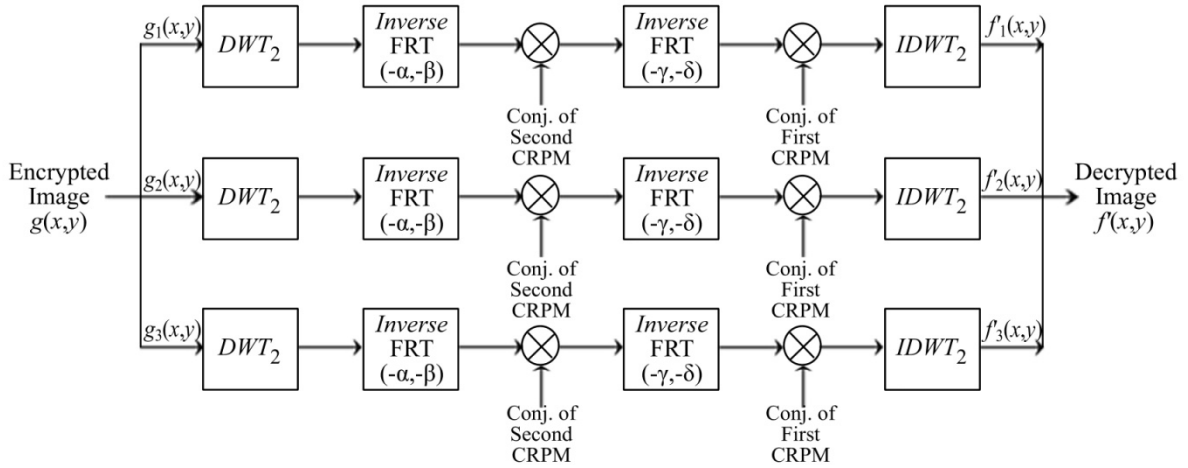 g₁(x,y)
DWT₂
Inverse
FRT
(-α,-β)
Conj. of
Second
CRPM
Inverse
FRT
(-γ,-δ)
Conj. of
First
CRPM
IDWT₂
f'₁(x,y)
Encrypted
Image
g(x,y)
g₂(x,y)
DWT₂
Inverse
FRT
(-α,-β)
Conj. of
Second
CRPM
Inverse
FRT
(-γ,-δ)
Conj. of
First
CRPM
IDWT₂
f'₂(x,y)
Decrypted
Image
f'(x,y)
g₃(x,y)
DWT₂
Inverse
FRT
(-α,-β)
Conj. of
Second
CRPM
Inverse
FRT
(-γ,-δ)
Conj. of
First
CRPM
IDWT₂
f'₃(x,y)